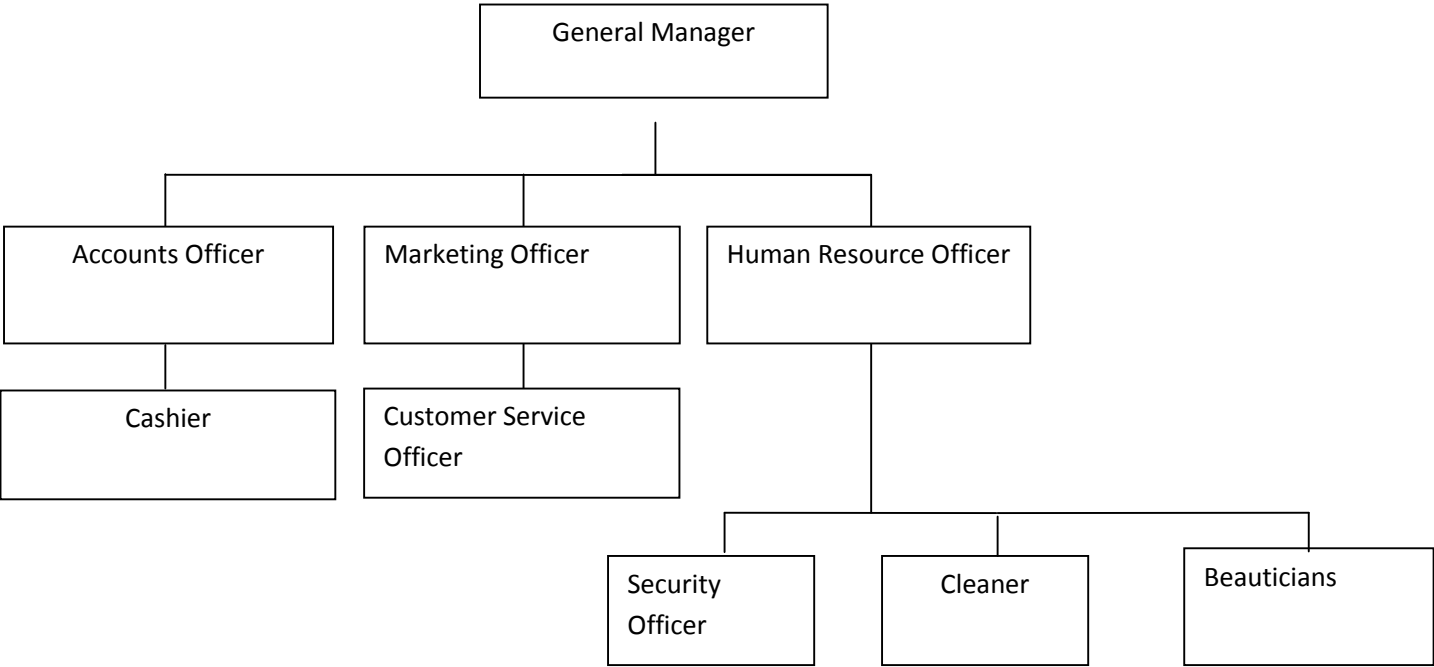 General Manager
Accounts Officer
Marketing Officer
Human Resource Officer
Cashier
Customer Service
Officer
Security
Officer
Cleaner
Beauticians